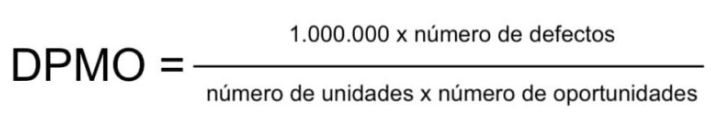 1.000.000 x número de defectos
DPMO =
número de unidades x número de oportunidades